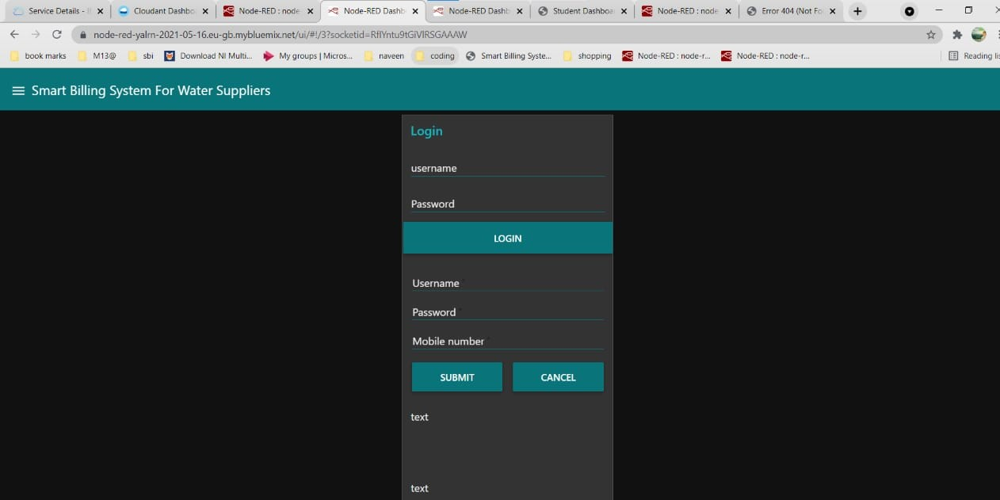 Service Details - I
Cloudant Dashbo
Node-RED : node
Node-RED Dashb
Node-RED Dashb
Student Dashboa
Node-RED : node
Error 404 (Not Fo
node-red-yalrn-2021-05-16.eu-gb.mybluemix.net/ui/#!/3?socketid=RflYntu9tGiVlRSGAAAW
book marks
M13@
sbi
Download NI Multi...
My groups | Micros...
naveen
coding
Smart Billing Syste...
shopping
Node-RED : node-r...
Node-RED : node-r...
Reading lis
Smart Billing System For Water Suppliers
Login
username
Password
LOGIN
Username
Password *
Mobile number *
SUBMIT CANCEL
text
text